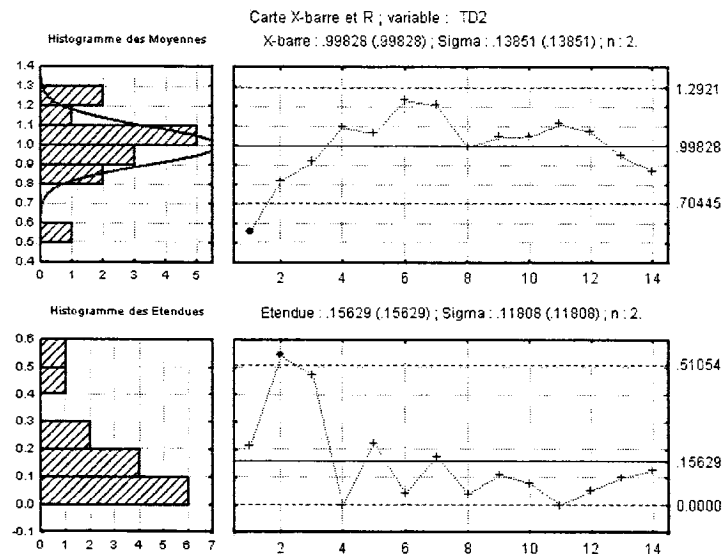 Carte X-barre et R ; variable : TD2
Histogramme des Moyennes
X-barre : .99828 (.99828) ; Sigma : .13851 (.13851) ; n : 2.
1.4
1.3
1.2
1.1
1.0
0.9
0.8
0.7
0.6
0.5
0.4
0 1 2 3 4 5 6
1.2921
.99828
.70445
2 4 6 8 10 12 14
Histogramme des Etendues
Etendue : .15629 (.15629) ; Sigma : .11808 (.11808) ; n : 2.
0.6
0.5
0.4
0.3
0.2
0.1
0.0
-0.1
0 1 2 3 4 5 6 7
.51054
.15629
0.0000
2 4 6 8 10 12 14